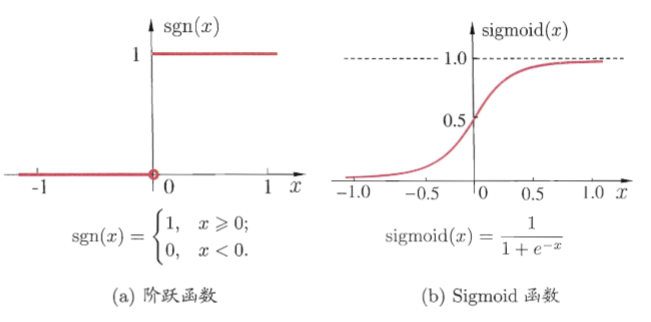 sgn(x)
1
-1
0
1
x
sgn(x) = { 1, x ⩾ 0;
0, x < 0.
(a) 阶跃函数
sigmoid(x)
1.0
0.5
−1.0
−0.5
0
0.5
1.0
x
sigmoid(x) = 1 / (1 + e^{−x})
(b) Sigmoid 函数